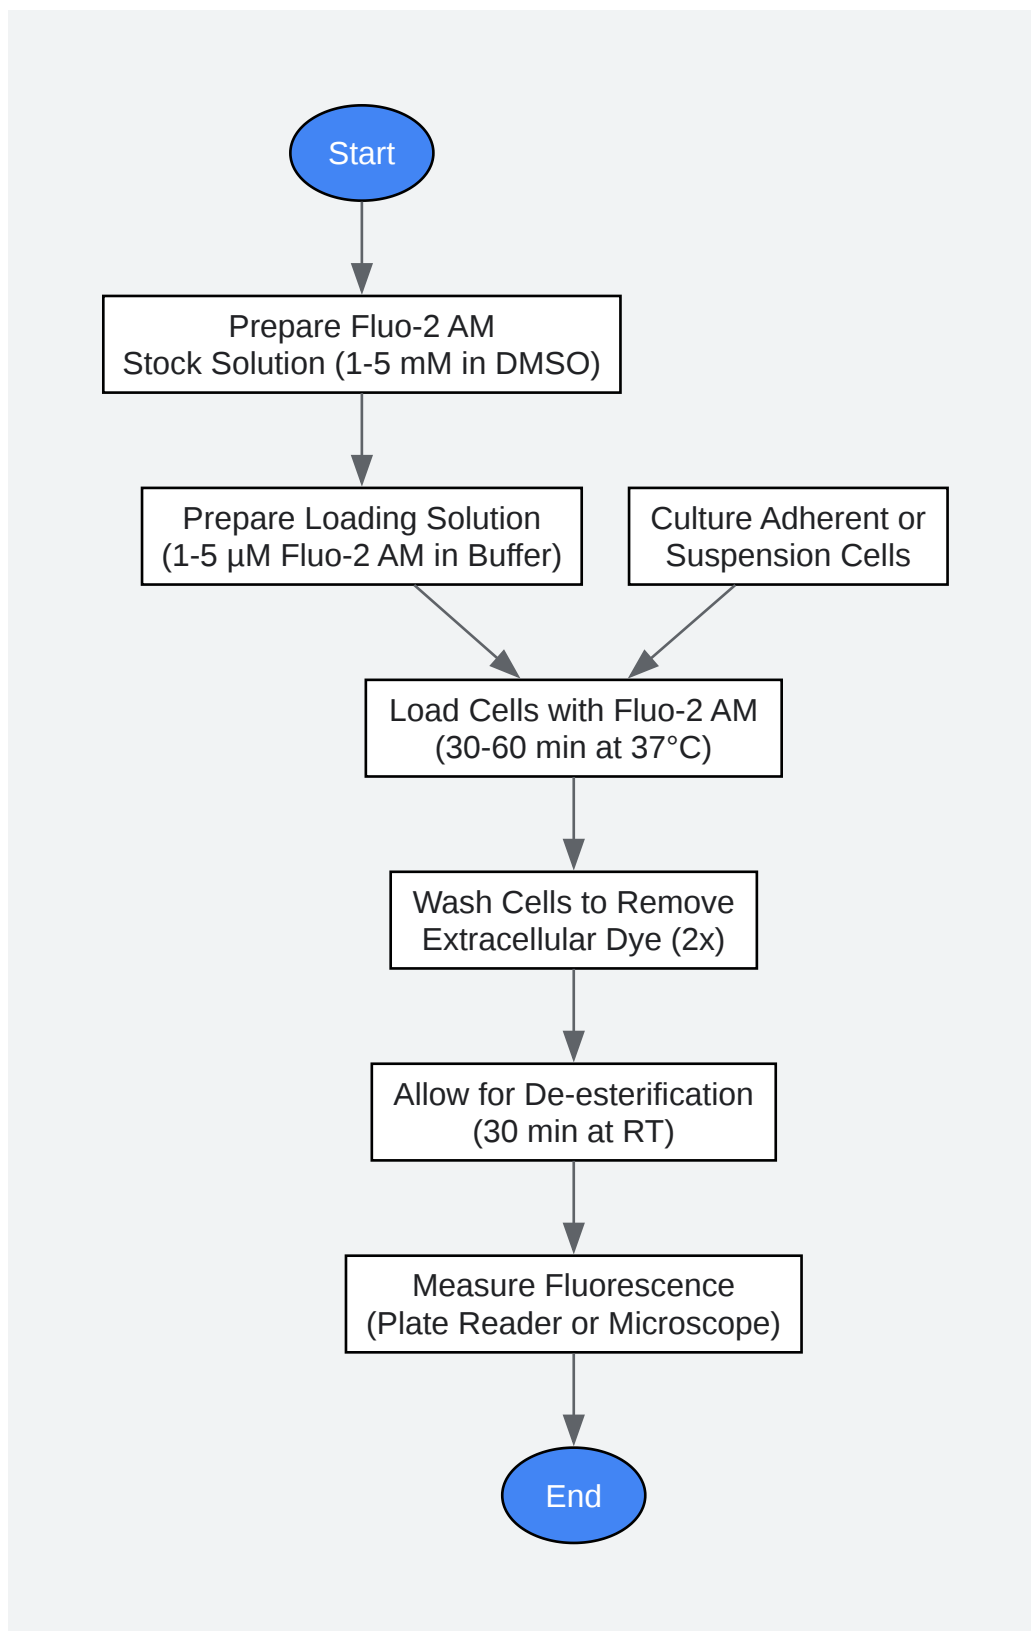 Start
Prepare Fluo-2 AM
Stock Solution (1-5 mM in DMSO)
Prepare Loading Solution
(1-5 µM Fluo-2 AM in Buffer)
Culture Adherent or
Suspension Cells
Load Cells with Fluo-2 AM
(30-60 min at 37°C)
Wash Cells to Remove
Extracellular Dye (2x)
Allow for De-esterification
(30 min at RT)
Measure Fluorescence
(Plate Reader or Microscope)
End